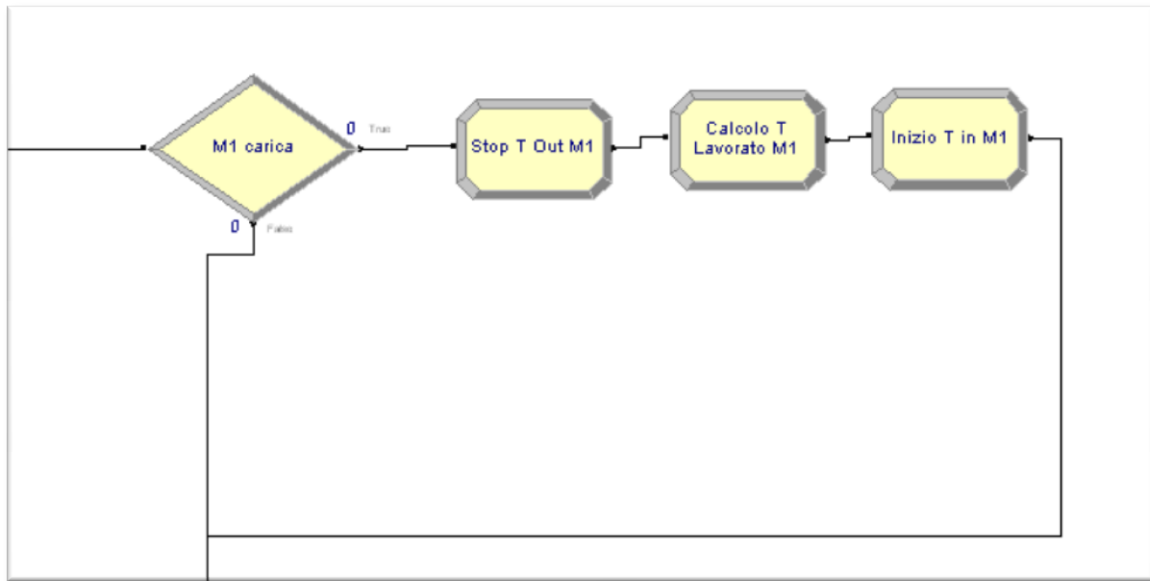 M1 carica
0
True
0
False
Stop T Out M1
Calcolo T
Lavorato M1
Inizio T in M1